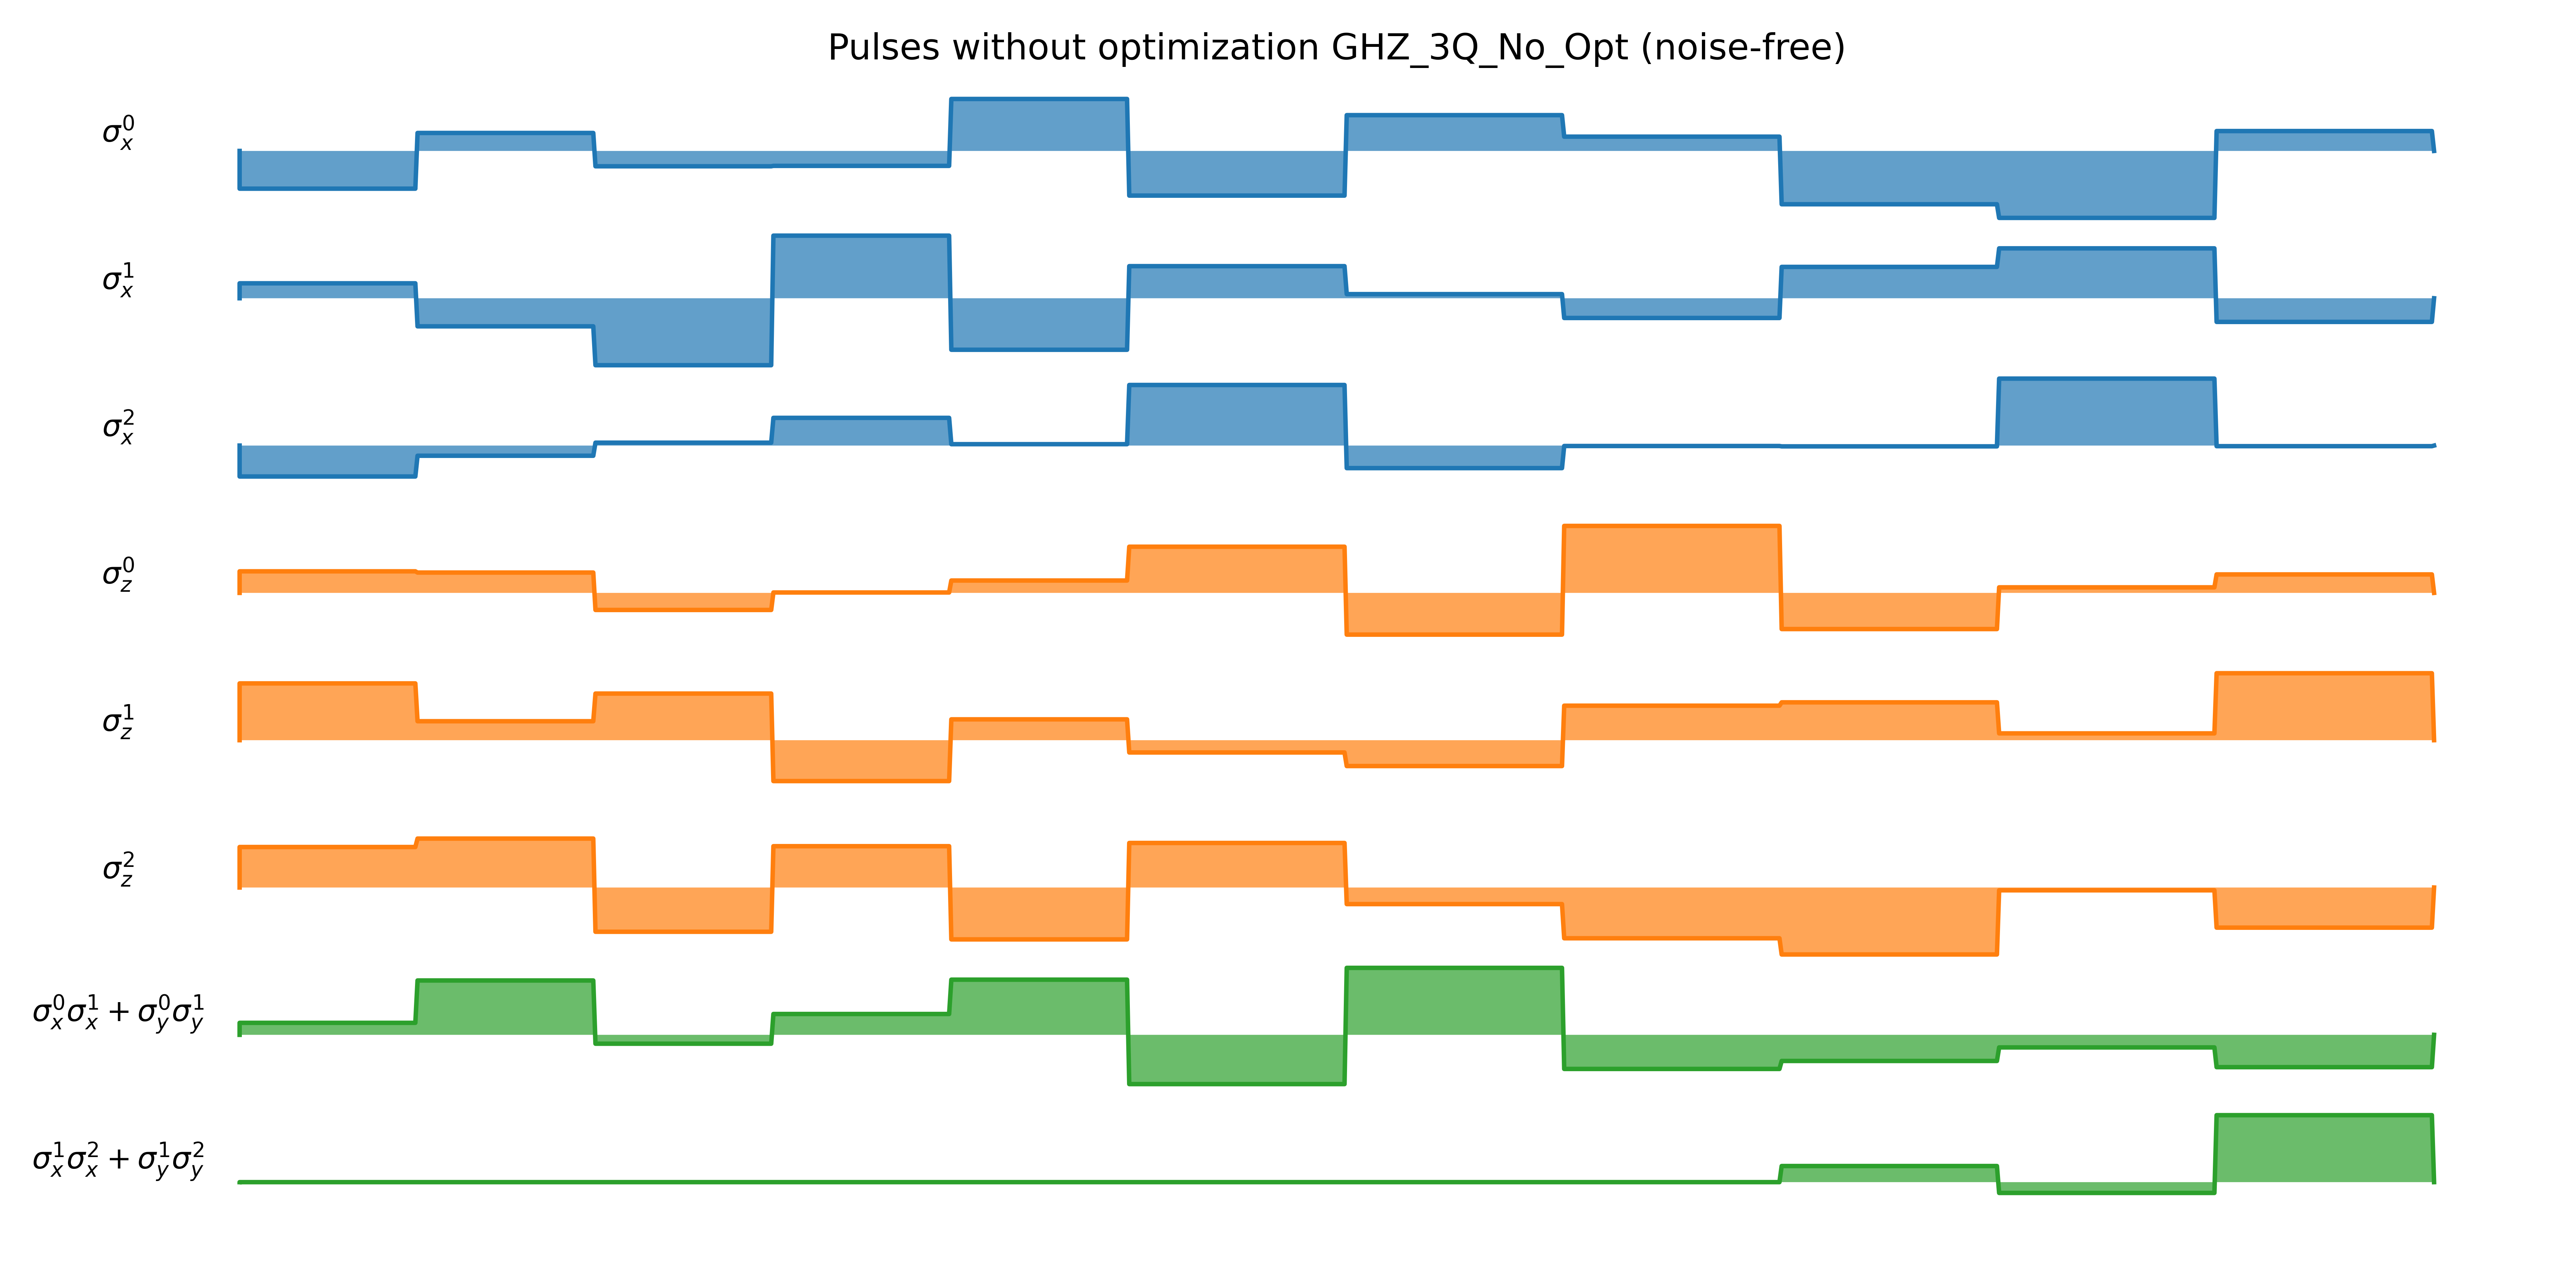 Pulses without optimization GHZ_3Q_No_Opt (noise-free)
σ_x^0
σ_x^1
σ_x^2
σ_z^0
σ_z^1
σ_z^2
σ_x^0σ_x^1 + σ_y^0σ_y^1
σ_x^1σ_x^2 + σ_y^1σ_y^2